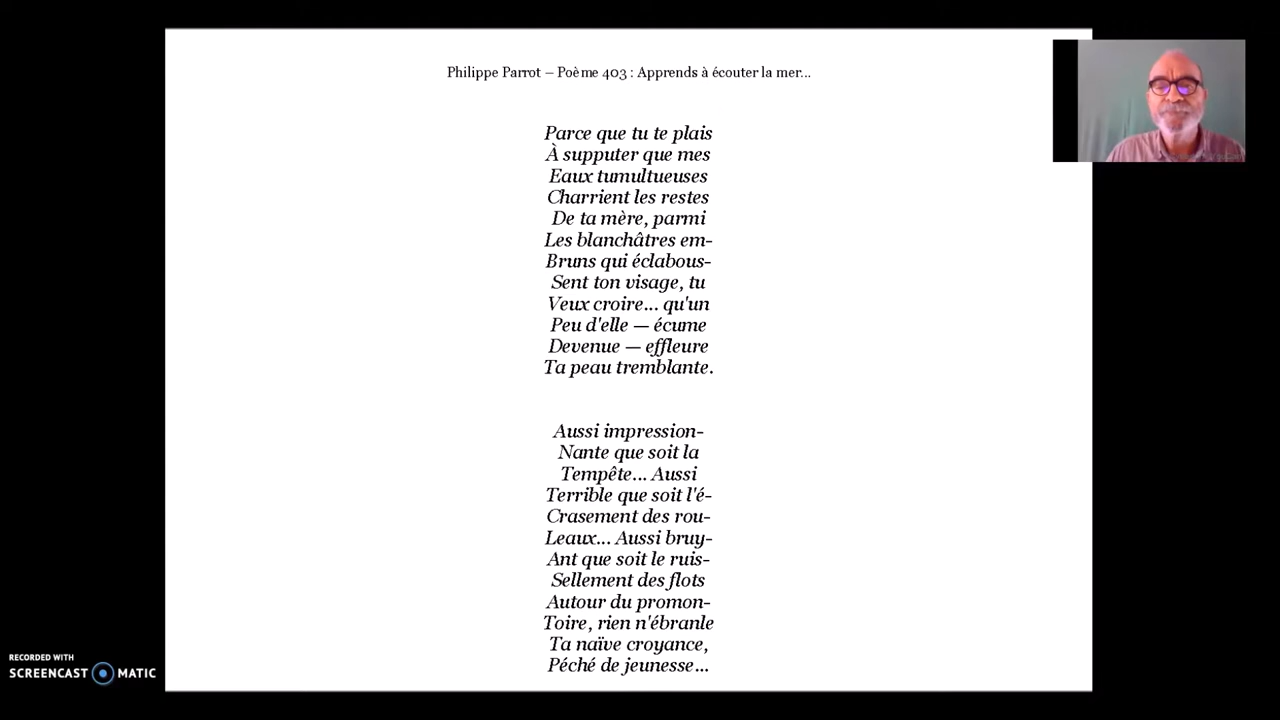 Philippe Parrot – Poème 403 : Apprends à écouter la mer...
Parce que tu te plais
À supputer que mes
Eaux tumultueuses
Charrient les restes
De ta mère, parmi
Les blanchâtres em-
Bruns qui éclabous-
Sent ton visage, tu
Veux croire... qu'un
Peu d'elle — écume
Devenue — effleure
Ta peau tremblante.
Aussi impression-
Nante que soit la
Tempête... Aussi
Terrible que soit l'é-
Crasement des rou-
Leaux... Aussi bruy-
Ant que soit le ruis-
Sellement des flots
Autour du promon-
Toire, rien n'ébranle
Ta naïve croyance,
Péché de jeunesse...
RECORDED WITH
SCREENCAST MATIC